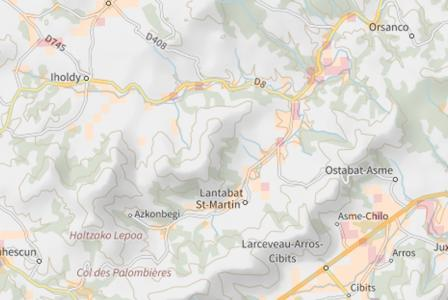 Orsanco
D745
D408
Iholdy
D8
Ostabat-Asme
Lantabat
St-Martin
Azkonbegi
Asme-Chilo
Haltzako Lepoa
Larceveau-Arros-
Cibits
Arros
Col des Palombières
Cibits